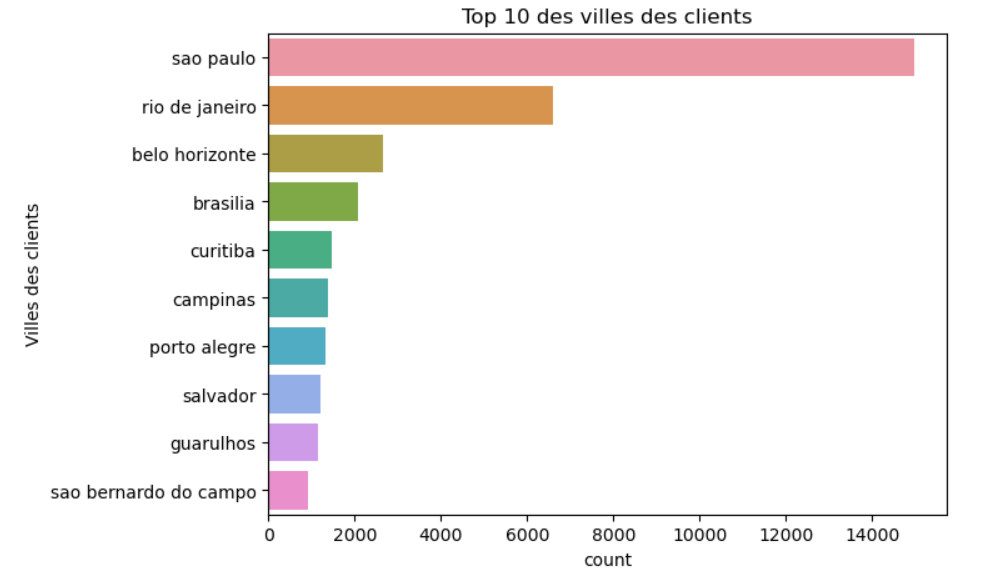 Top 10 des villes des clients
Villes des clients
sao paulo
rio de janeiro
belo horizonte
brasilia
curitiba
campinas
porto alegre
salvador
guarulhos
sao bernardo do campo
0 2000 4000 6000 8000 10000 12000 14000
count